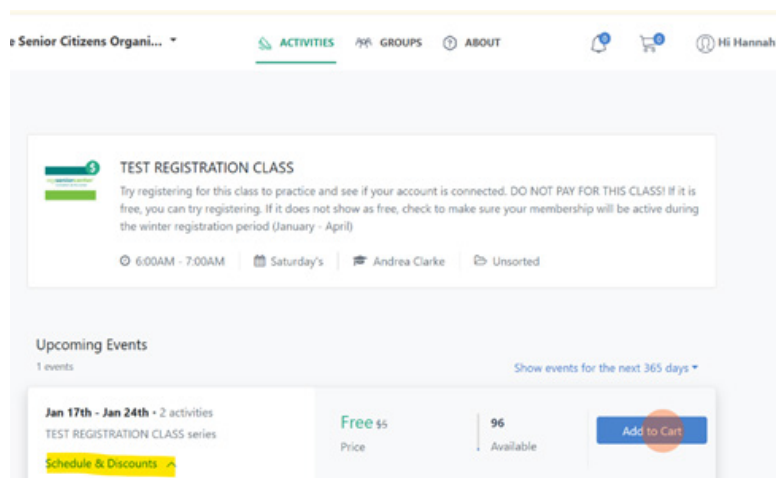 e Senior Citizens Organi...
ACTIVITIES
GROUPS
ABOUT
0
0
Hi Hannah
TEST REGISTRATION CLASS
Try registering for this class to practice and see if your account is connected. DO NOT PAY FOR THIS CLASS! If it is
free, you can try registering. If it does not show as free, check to make sure your membership will be active during
the winter registration period (January - April)
6:00AM - 7:00AM
Saturday's
Andrea Clarke
Unsorted
Upcoming Events
1 events
Show events for the next 365 days
Jan 17th - Jan 24th • 2 activities
Free $5
96
Add to Cart
TEST REGISTRATION CLASS series
Price
Available
Schedule & Discounts